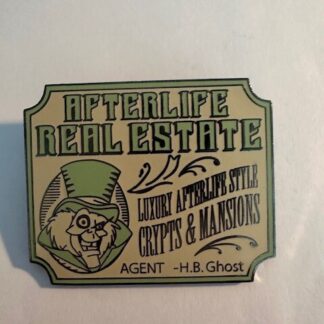 AFTERLIFE
REAL ESTATE
LUXURY AFTERLIFE STYLE
CRYPTS & MANSIONS
AGENT -H.B. Ghost